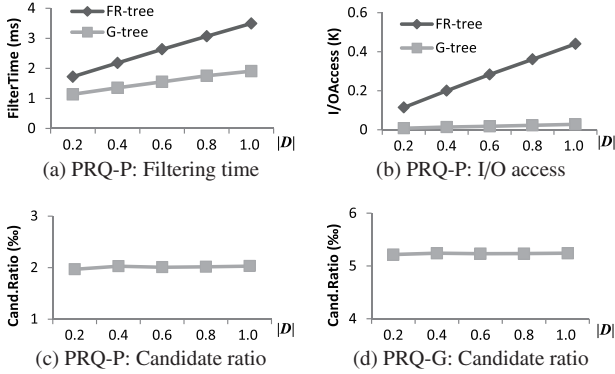 FilterTime (ms)
4
3
2
1
0
FR-tree
G-tree
0.2 0.4 0.6 0.8 1.0 |D|
(a) PRQ-P: Filtering time
I/OAccess (K)
0.6
0.4
0.2
0
FR-tree
G-tree
0.2 0.4 0.6 0.8 1.0 |D|
(b) PRQ-P: I/O access
Cand.Ratio (‰)
3
2
1
0.2 0.4 0.6 0.8 1.0 |D|
(c) PRQ-P: Candidate ratio
Cand.Ratio (‰)
6
5
4
0.2 0.4 0.6 0.8 1.0 |D|
(d) PRQ-G: Candidate ratio